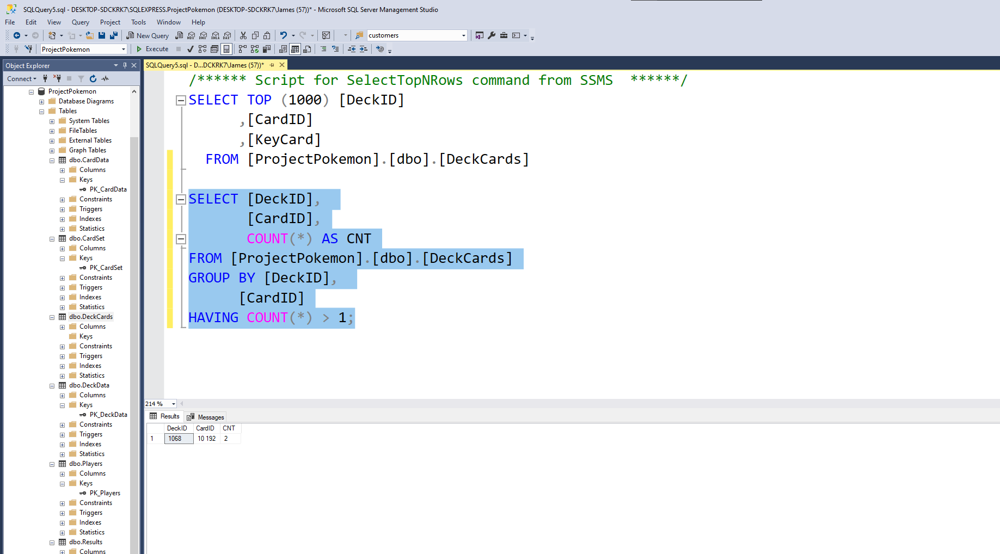 SQLQuery5.sql - DESKTOP-SDCKRK7\SQLEXPRESS.ProjectPokemon (DESKTOP-SDCKRK7\James (57))* - Microsoft SQL Server Management Studio
File Edit View Query Project Tools Window Help
New Query MDX DMX XMLA DAX customers
ProjectPokemon Execute
Object Explorer
Connect
ProjectPokemon
Database Diagrams
Tables
System Tables
FileTables
External Tables
Graph Tables
dbo.CardData
Columns
Keys
PK_CardData
Constraints
Triggers
Indexes
Statistics
dbo.CardSet
Columns
Keys
PK_CardSet
Constraints
Triggers
Indexes
Statistics
dbo.DeckCards
Columns
Keys
Constraints
Triggers
Indexes
Statistics
dbo.DeckData
Columns
Keys
PK_DeckData
Constraints
Triggers
Indexes
Statistics
dbo.Players
Columns
Keys
PK_Players
Constraints
Triggers
Indexes
Statistics
dbo.Results
Columns
SQLQuery5.sql - D...DCKRK7\James (57))*
/****** Script for SelectTopNRows command from SSMS  ******/
SELECT TOP (1000) [DeckID]
,[CardID]
,[KeyCard]
FROM [ProjectPokemon].[dbo].[DeckCards]
SELECT [DeckID],
[CardID],
COUNT(*) AS CNT
FROM [ProjectPokemon].[dbo].[DeckCards]
GROUP BY [DeckID],
[CardID]
HAVING COUNT(*) > 1;
214 %
Results Messages
DeckID CardID CNT
1 1068 10 192 2